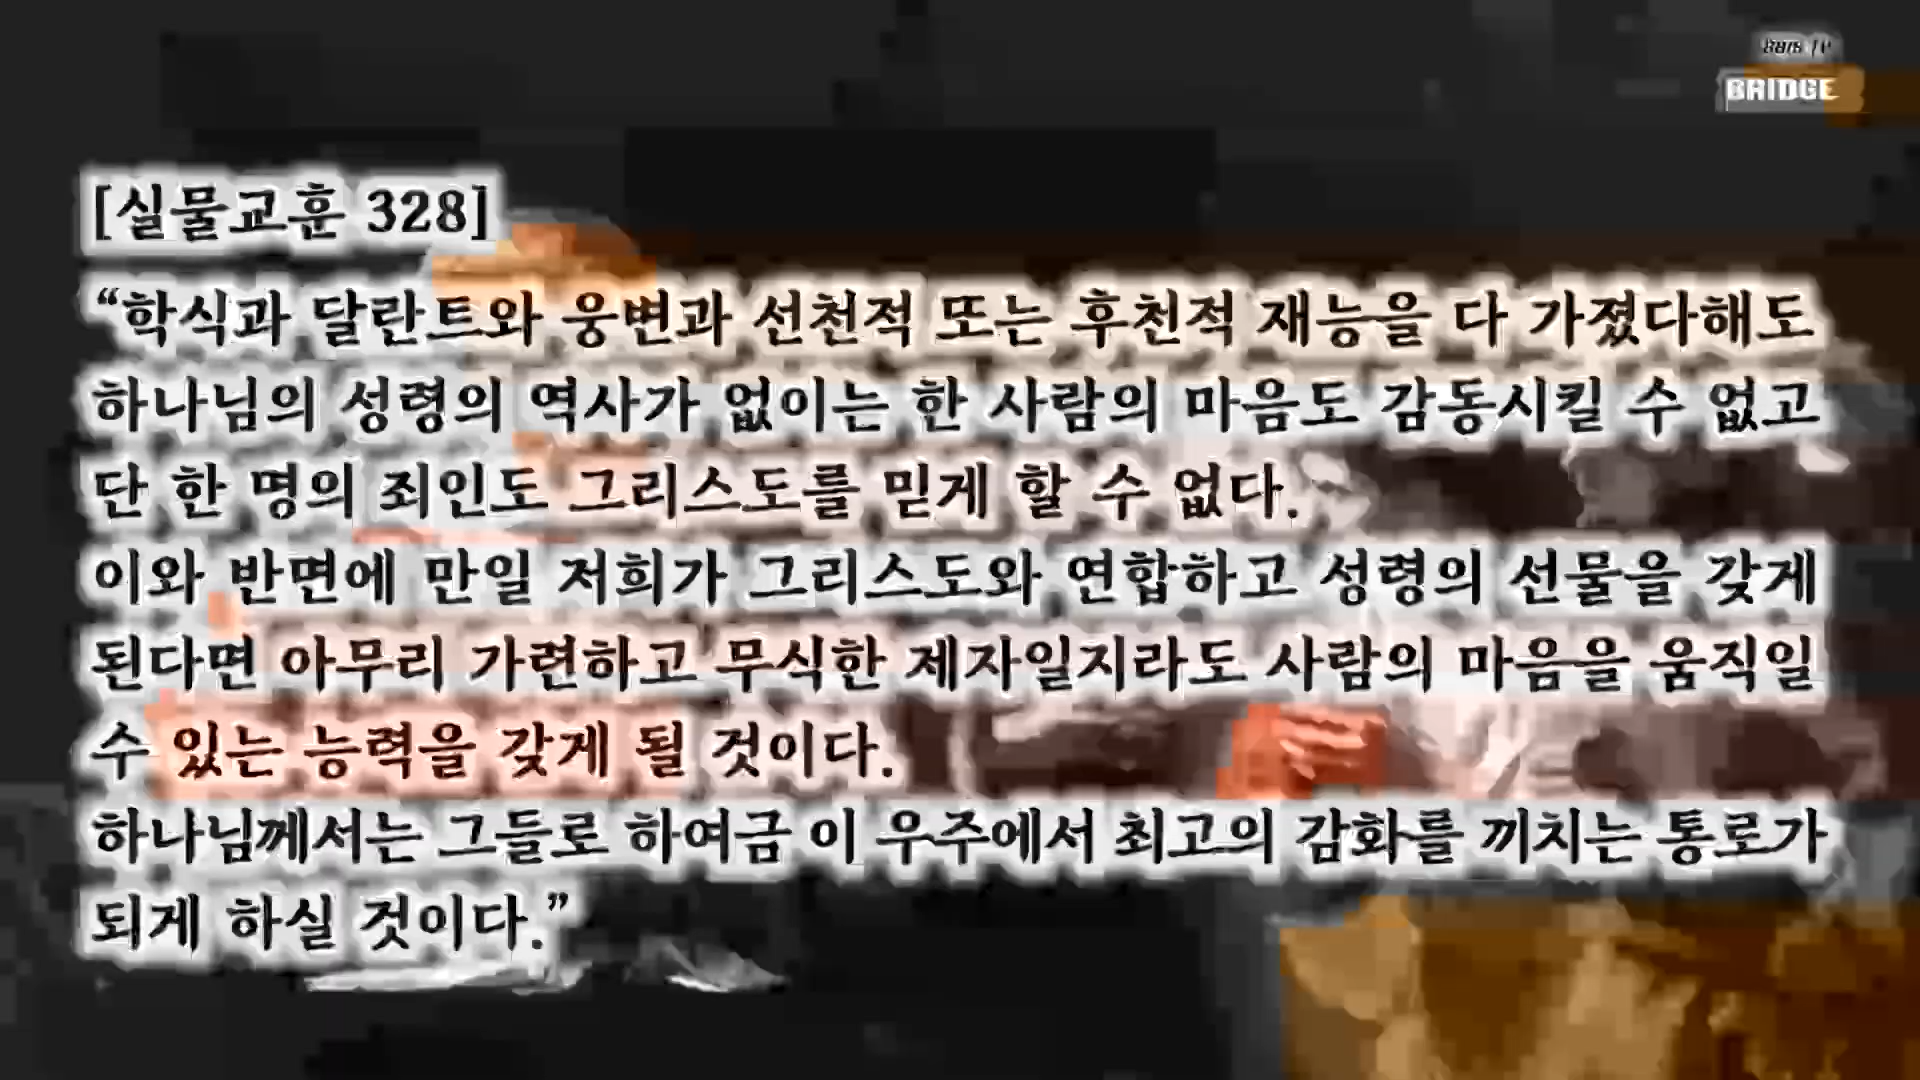 BRIDGE
[실물교훈 328]
“학식과 달란트와 웅변과 선천적 또는 후천적 재능을 다 가졌다해도
하나님의 성령의 역사가 없이는 한 사람의 마음도 감동시킬 수 없고
단 한 명의 죄인도 그리스도를 믿게 할 수 없다.
이와 반면에 만일 저희가 그리스도와 연합하고 성령의 선물을 갖게
된다면 아무리 가련하고 무식한 제자일지라도 사람의 마음을 움직일
수 있는 능력을 갖게 될 것이다.
하나님께서는 그들로 하여금 이 우주에서 최고의 감화를 끼치는 통로가
되게 하실 것이다.”